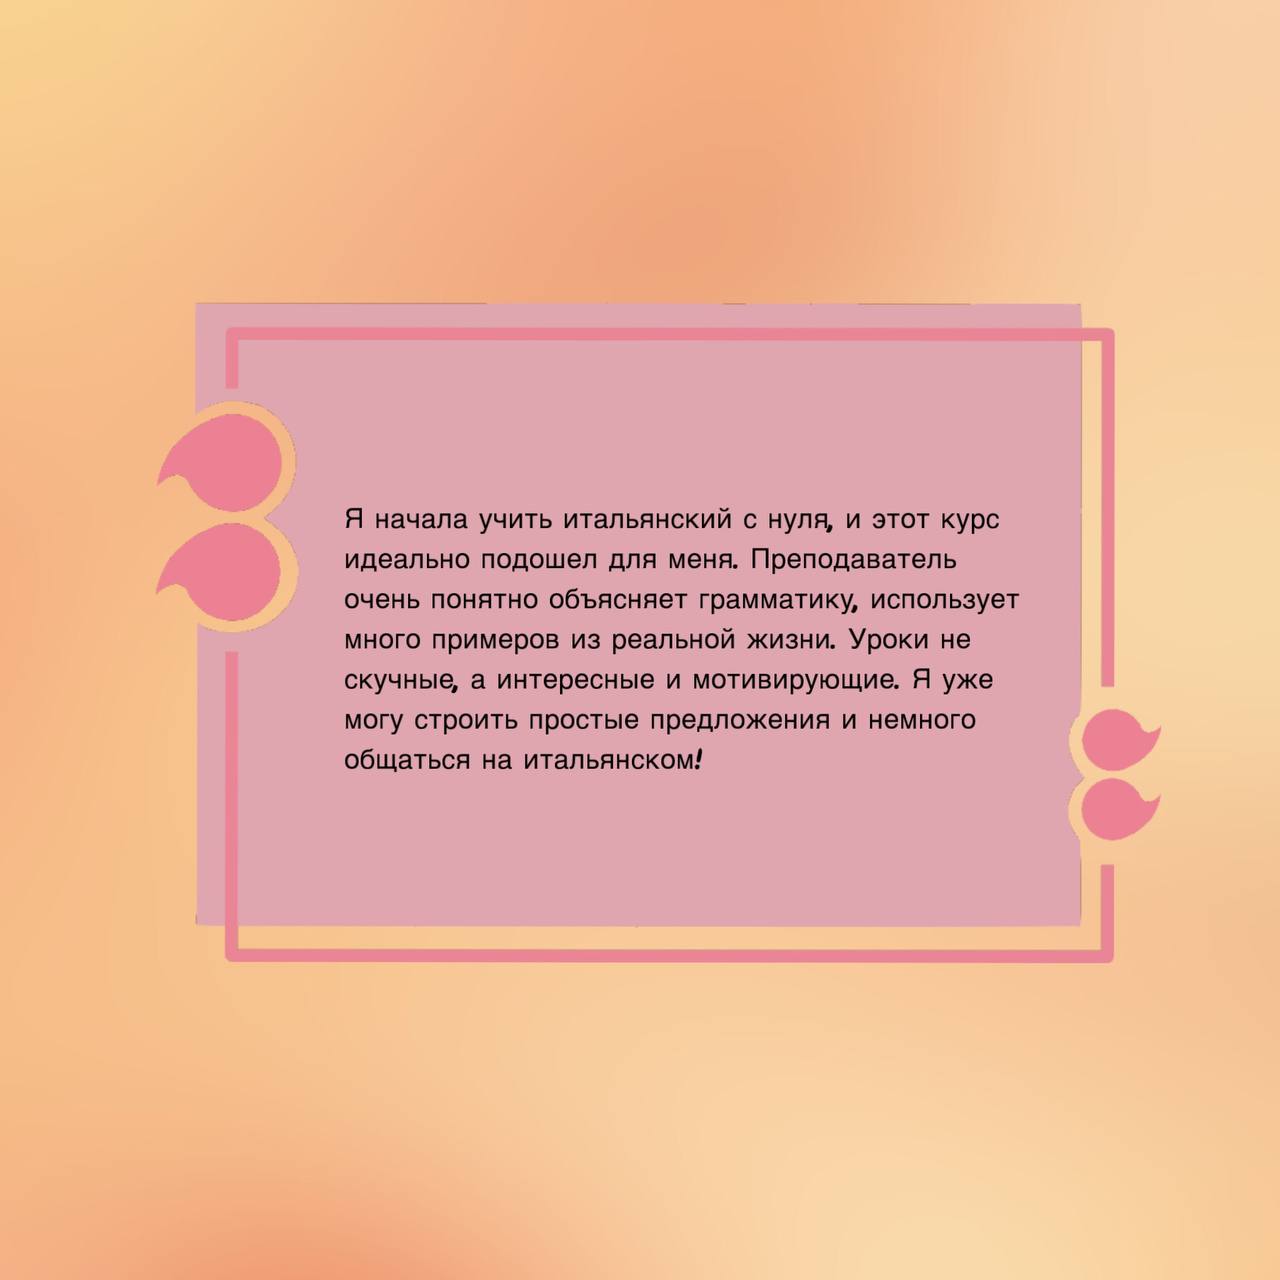 Я начала учить итальянский с нуля, и этот курс
идеально подошел для меня. Преподаватель
очень понятно объясняет грамматику, использует
много примеров из реальной жизни. Уроки не
скучные, а интересные и мотивирующие. Я уже
могу строить простые предложения и немного
общаться на итальянском!